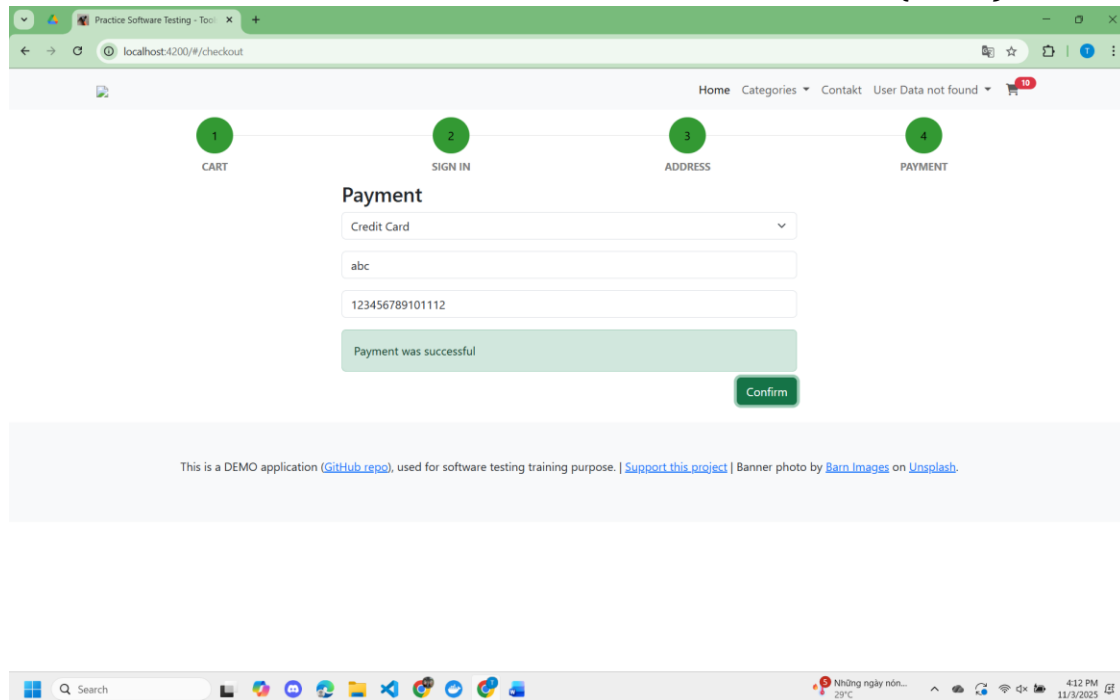 Practice Software Testing - Tool
localhost:4200/#/checkout
Home Categories Contakt User Data not found 10
1 2 3 4
CART SIGN IN ADDRESS PAYMENT
Payment
Credit Card
abc
123456789101112
Payment was successful
Confirm
This is a DEMO application (GitHub repo), used for software testing training purpose. | Support this project | Banner photo by Barn Images on Unsplash.
Search
5 Những ngày nón... 4:12 PM
29°C 11/3/2025